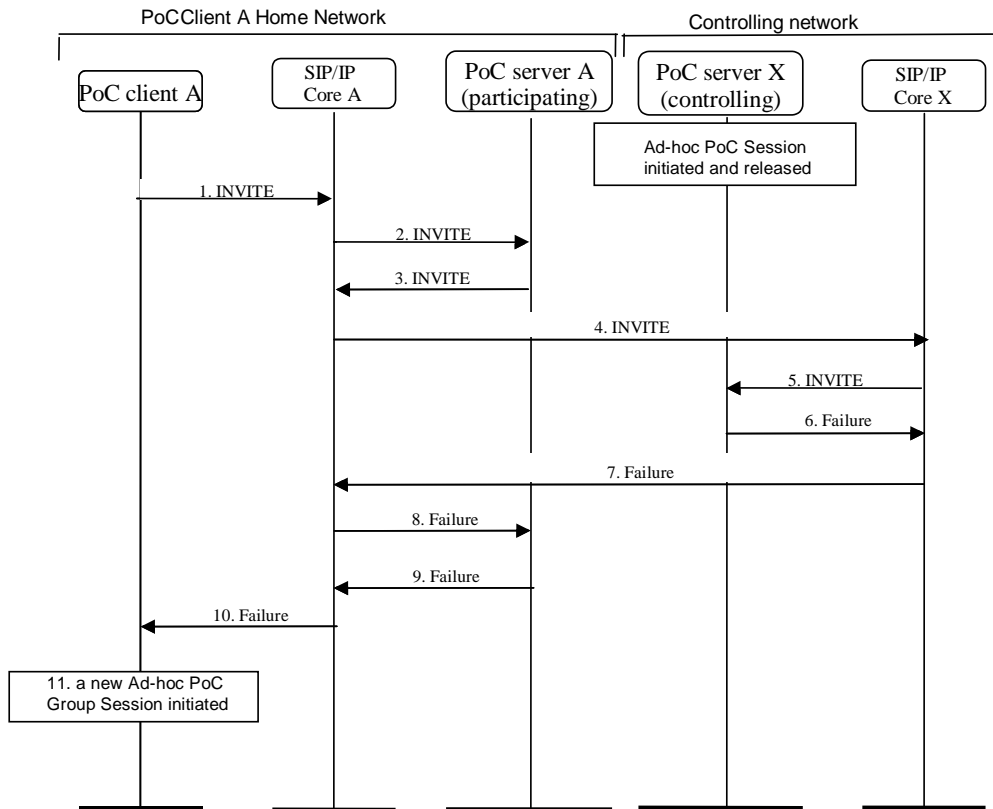 PoCClient A Home Network
Controlling network
PoC client A
SIP/IP
Core A
PoC server A
(participating)
PoC server X
(controlling)
SIP/IP
Core X
Ad-hoc PoC Session
initiated and released
1. INVITE
2. INVITE
3. INVITE
4. INVITE
5. INVITE
6. Failure
7. Failure
8. Failure
9. Failure
10. Failure
11. a new Ad-hoc PoC
Group Session initiated